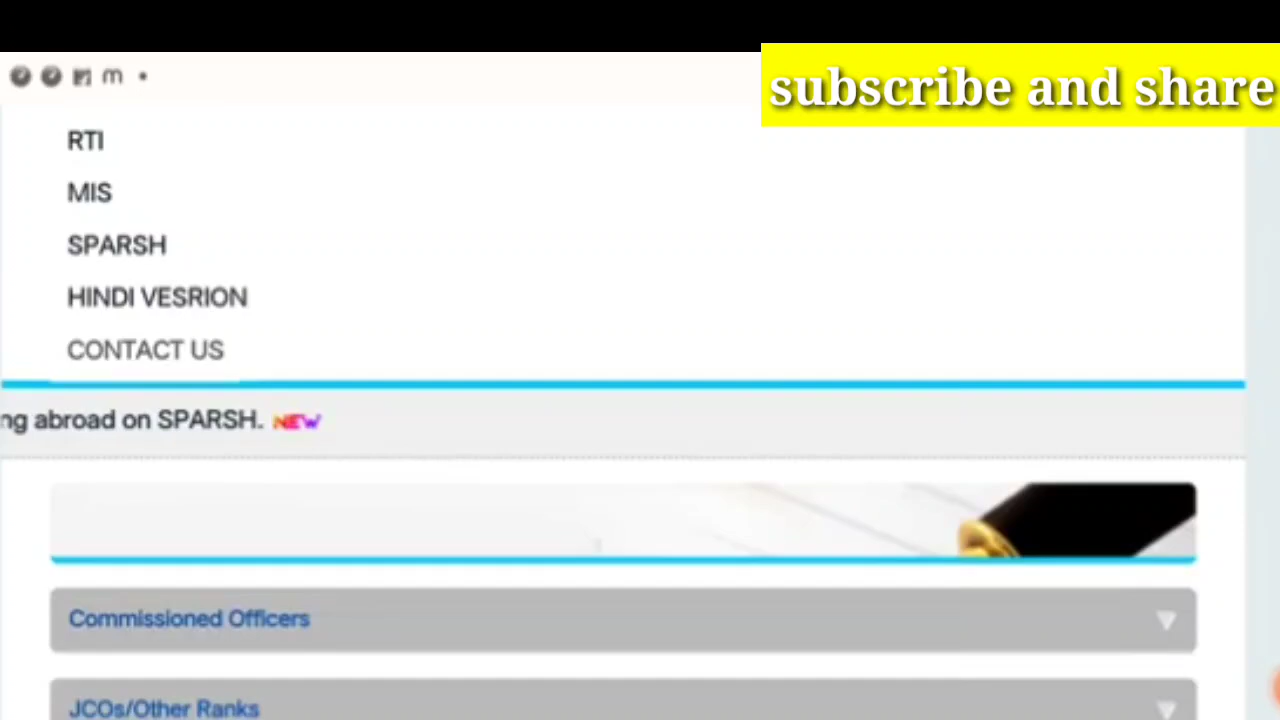 subscribe and share
RTI
MIS
SPARSH
HINDI VESRION
CONTACT US
ng abroad on SPARSH. NEW
Commissioned Officers
JCOs/Other Ranks